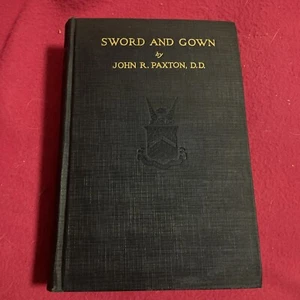 SWORD AND GOWN
by
JOHN R. PAXTON, D.D.